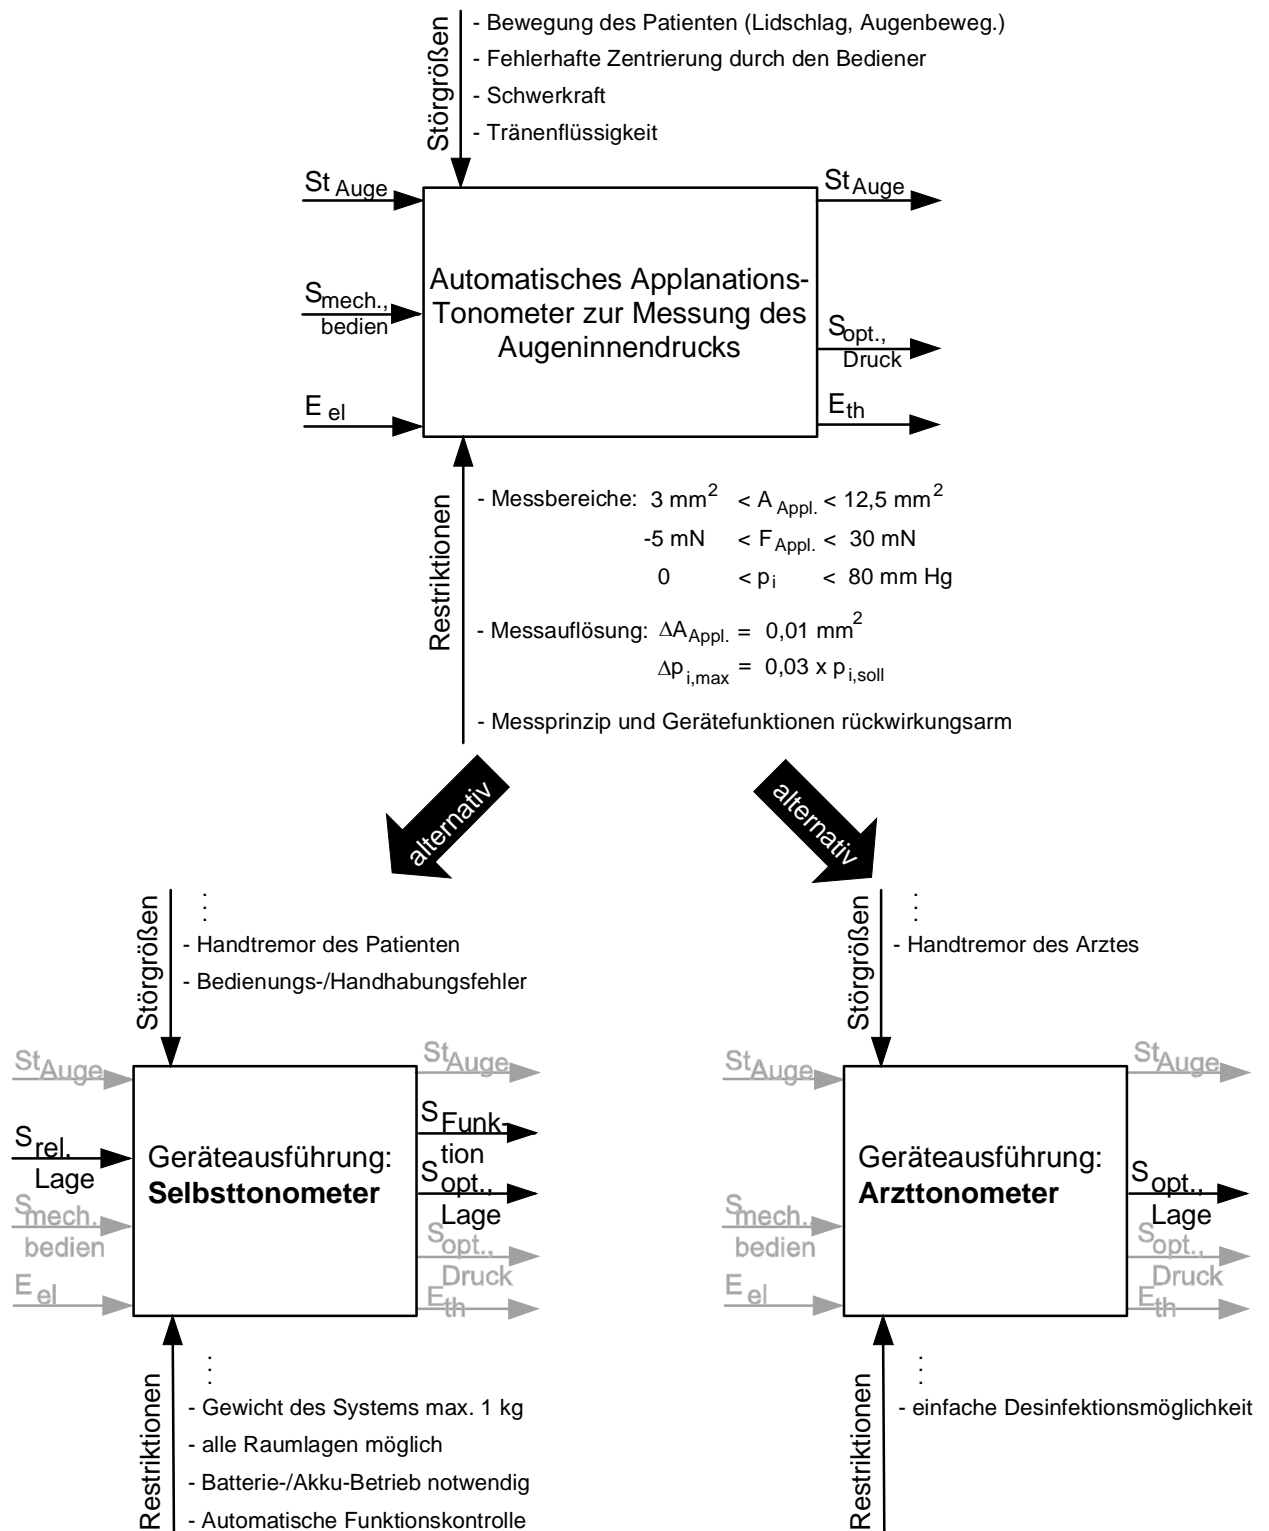 Störgrößen
- Bewegung des Patienten (Lidschlag, Augenbeweg.)
- Fehlerhafte Zentrierung durch den Bediener
- Schwerkraft
- Tränenflüssigkeit
St Auge
St Auge
Automatisches Applanations-
Tonometer zur Messung des
Augeninnendrucks
S mech.,
bedien
S opt.,
Druck
E el
E th
Restriktionen
- Messbereiche: 3 mm² < A Appl. < 12,5 mm²
-5 mN < F Appl. < 30 mN
0 < p i < 80 mm Hg
- Messauflösung: ΔA Appl. = 0,01 mm²
Δp i,max = 0,03 x p i,soll
- Messprinzip und Gerätefunktionen rückwirkungsarm
alternativ
alternativ
Störgrößen
- Handtremor des Patienten
- Bedienungs-/Handhabungsfehler
St Auge
St Auge
S rel.
Lage
S Funk-
tion
Geräteausführung:
Selbsttonometer
S opt.,
Lage
S mech.,
bedien
S opt.,
Druck
E el
E th
Restriktionen
- Gewicht des Systems max. 1 kg
- alle Raumlagen möglich
- Batterie-/Akku-Betrieb notwendig
- Automatische Funktionskontrolle
Störgrößen
- Handtremor des Arztes
St Auge
St Auge
Geräteausführung:
Arzttonometer
S opt.,
Lage
S mech.,
bedien
S opt.,
Druck
E el
E th
Restriktionen
- einfache Desinfektionsmöglichkeit